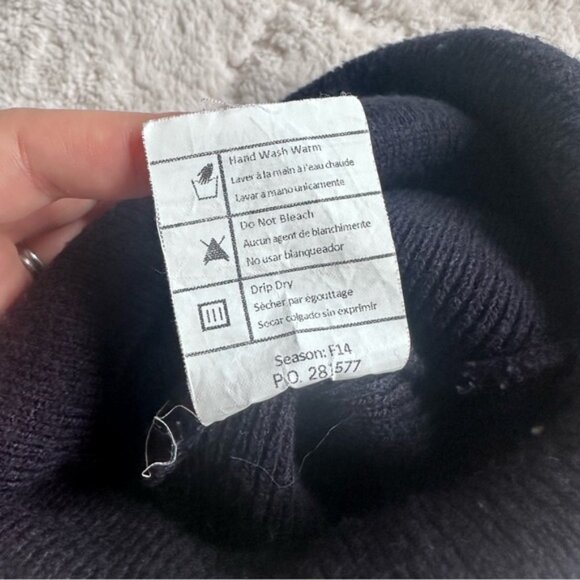 Hand Wash Warm
Laver à la main à l'eau chaude
Lavar a mano unicamente
Do Not Bleach
Aucun agent de blanchimente
No usar blanqueador
Drip Dry
Sécher par égouttage
Secar colgado sin exprimir
Season: F14
P.O. 281577